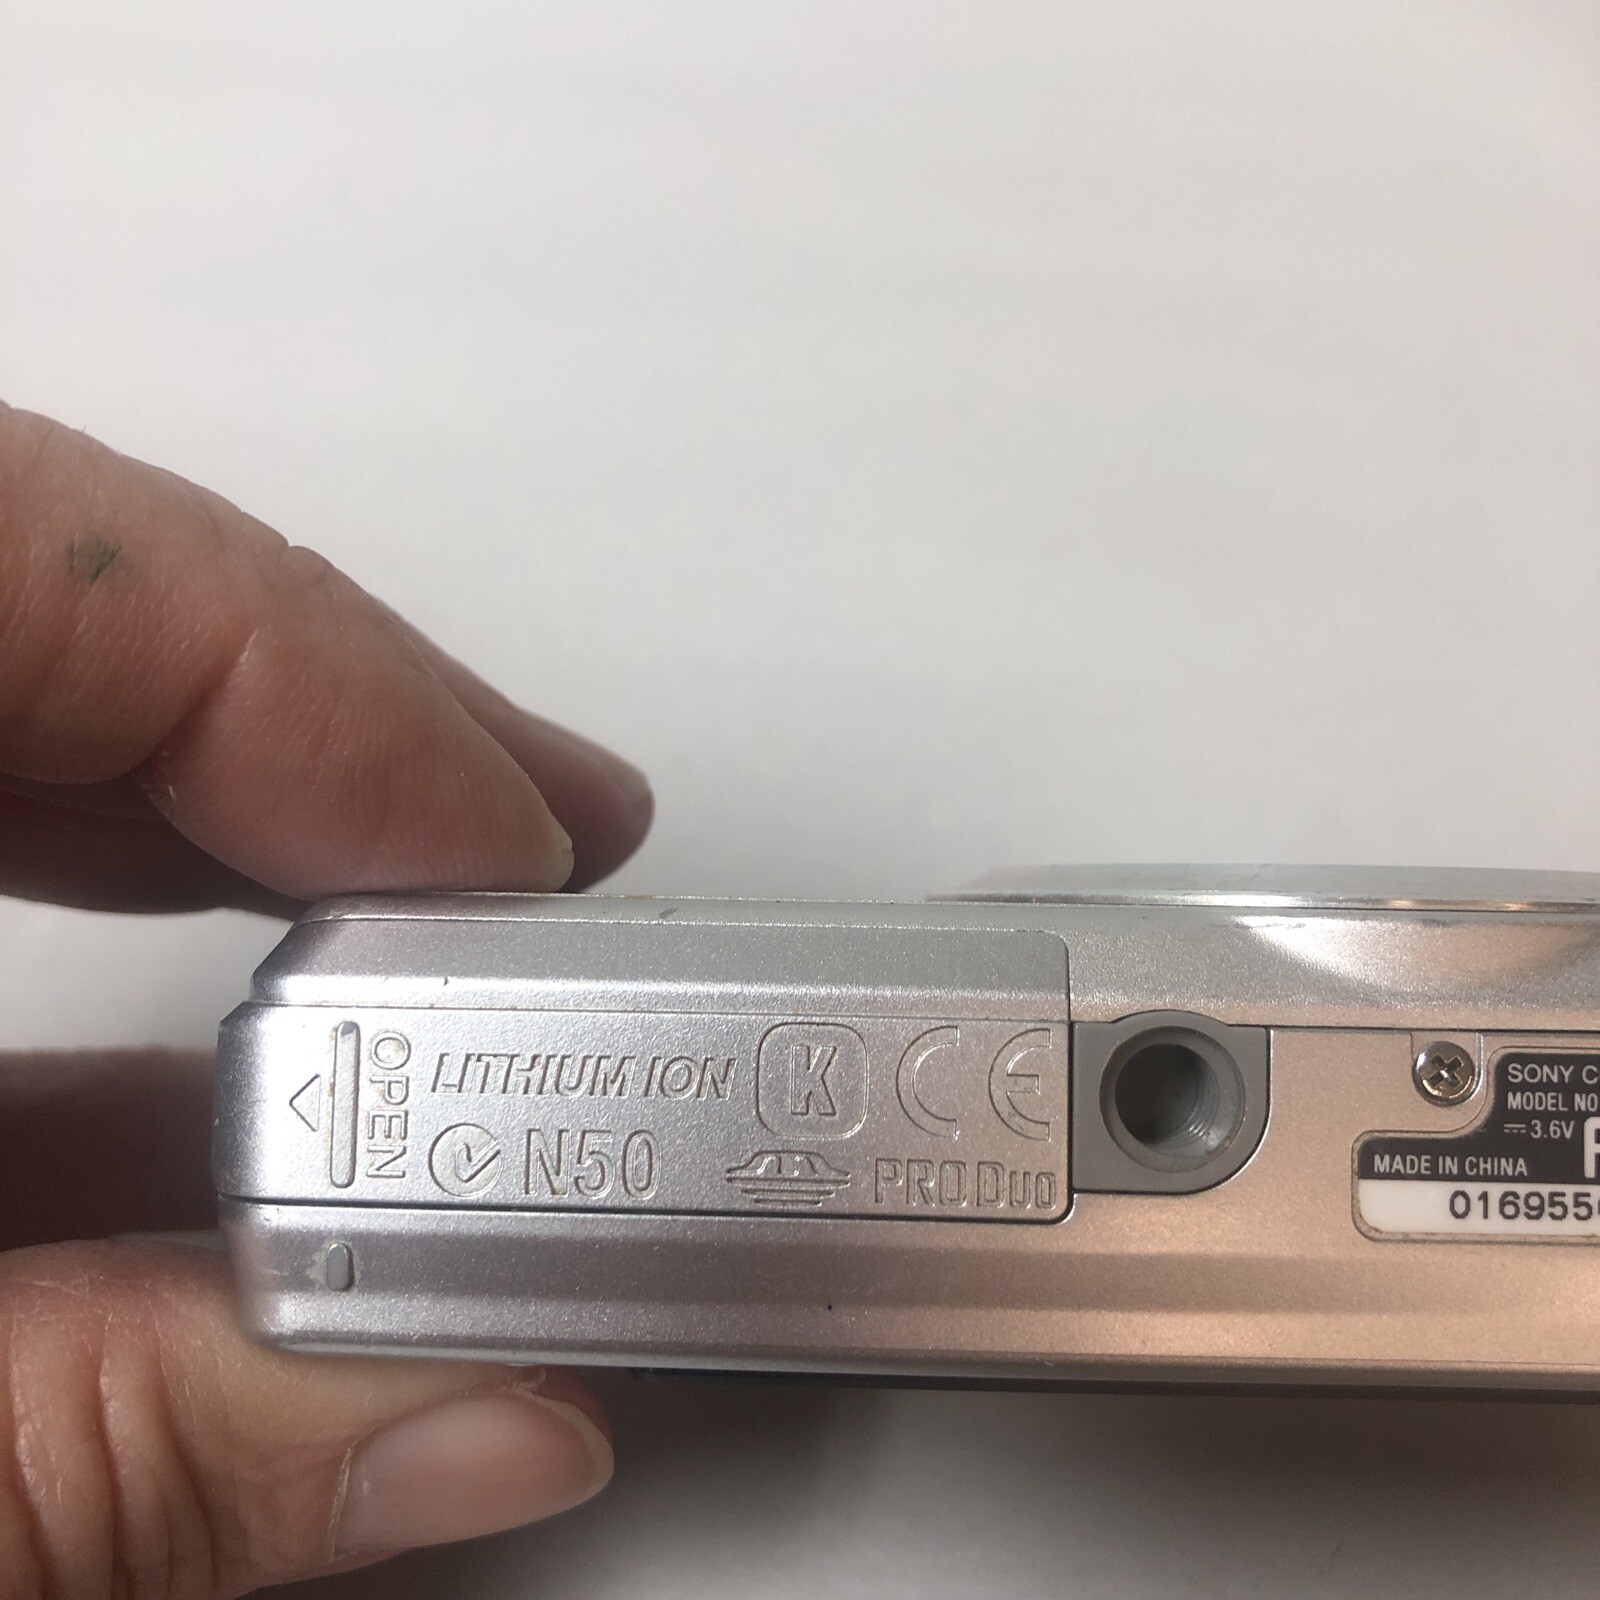 OPEN
LITHIUM ION K CE
N50 PRO DUO
SONY C
MODEL NO
3.6V
MADE IN CHINA
016955